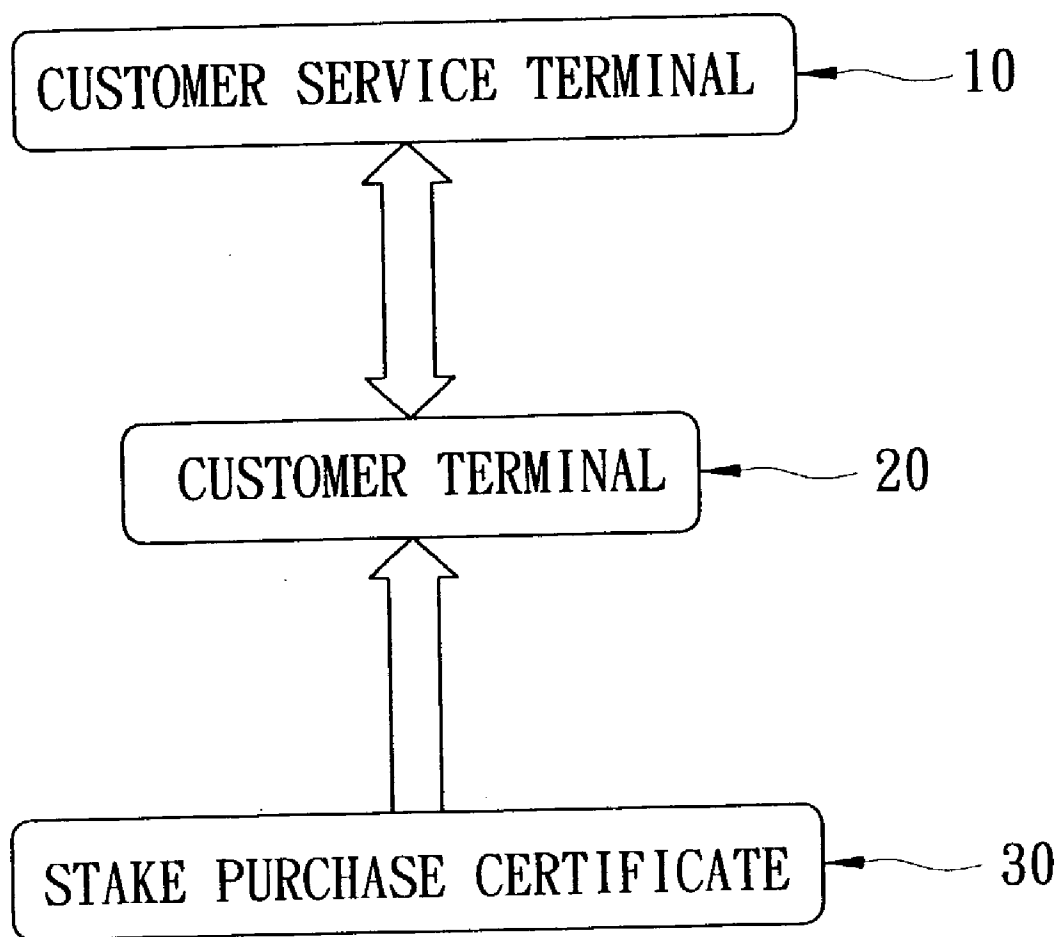 CUSTOMER SERVICE TERMINAL 10
CUSTOMER TERMINAL 20
STAKE PURCHASE CERTIFICATE 30